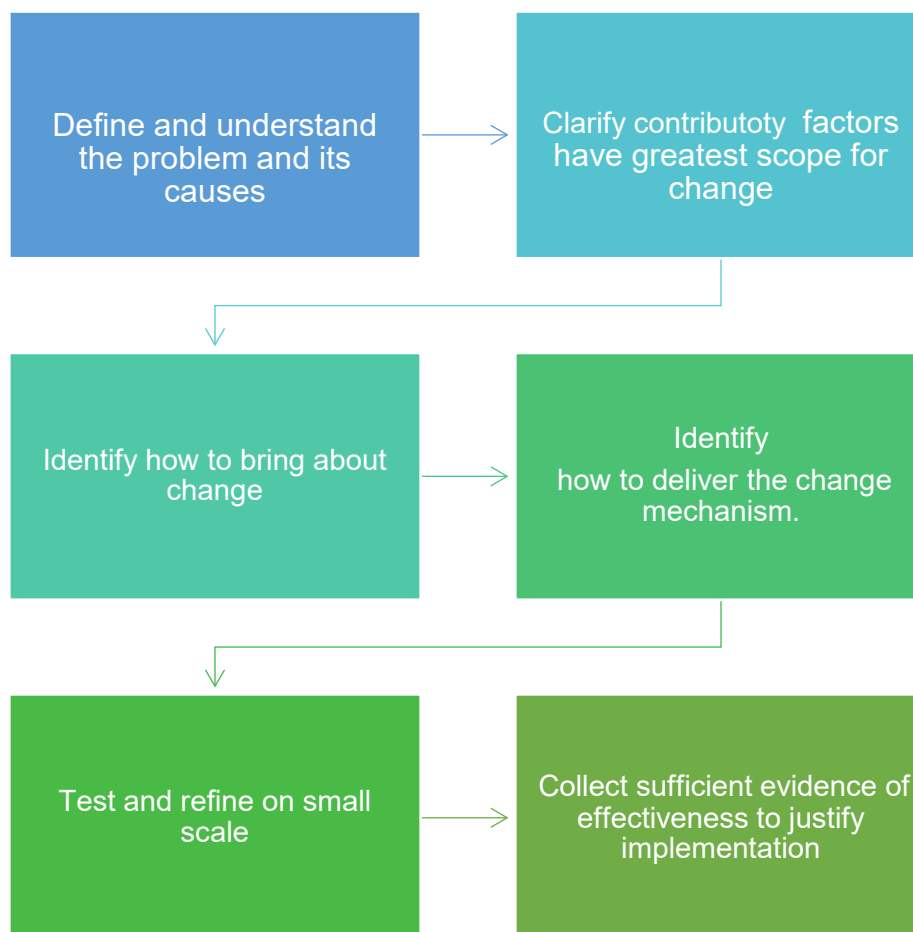 Define and understand
the problem and its
causes
Clarify contributoty factors
have greatest scope for
change
Identify how to bring about
change
Identify
how to deliver the change
mechanism.
Test and refine on small
scale
Collect sufficient evidence of
effectiveness to justify
implementation